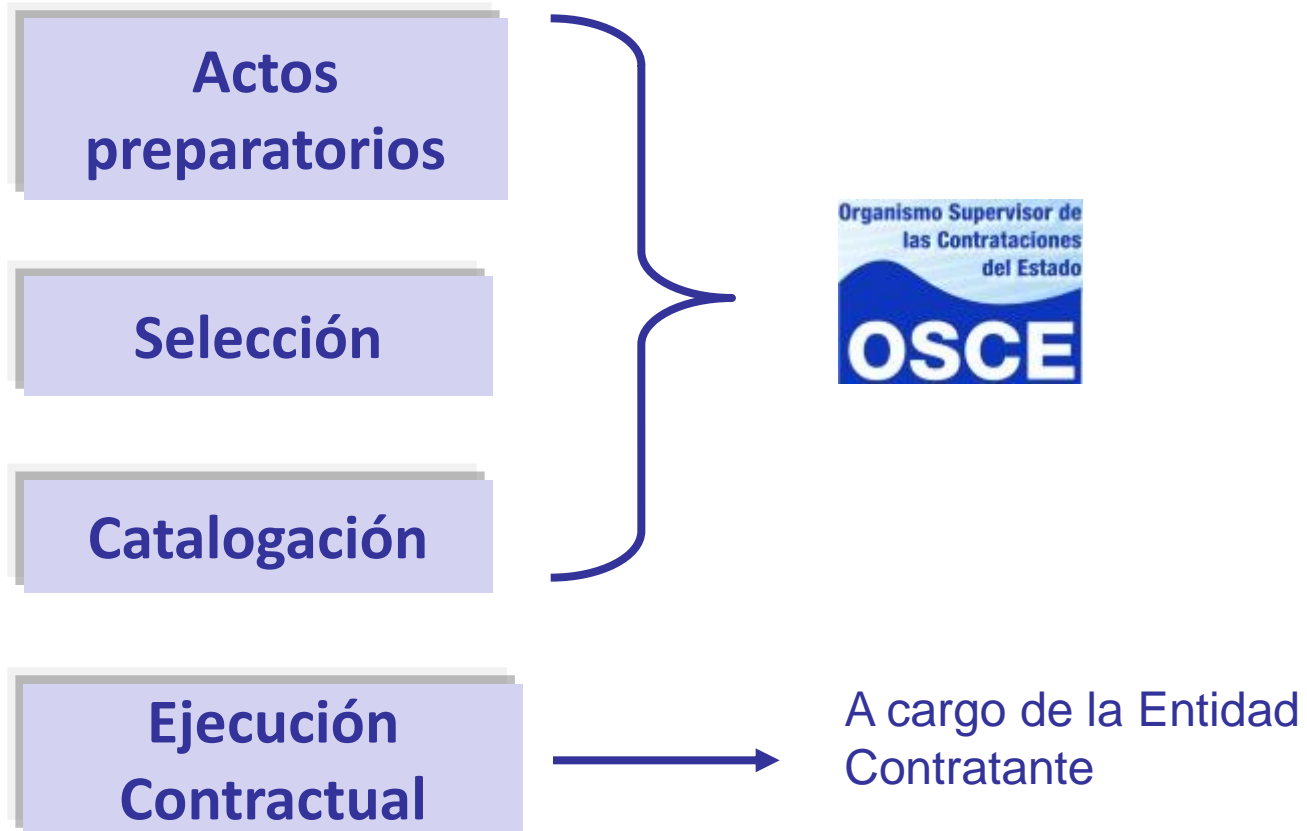 Actos
preparatorios
Organismo Supervisor de
las Contrataciones
del Estado
OSCE
Selección
Catalogación
Ejecución
Contractual
A cargo de la Entidad
Contratante